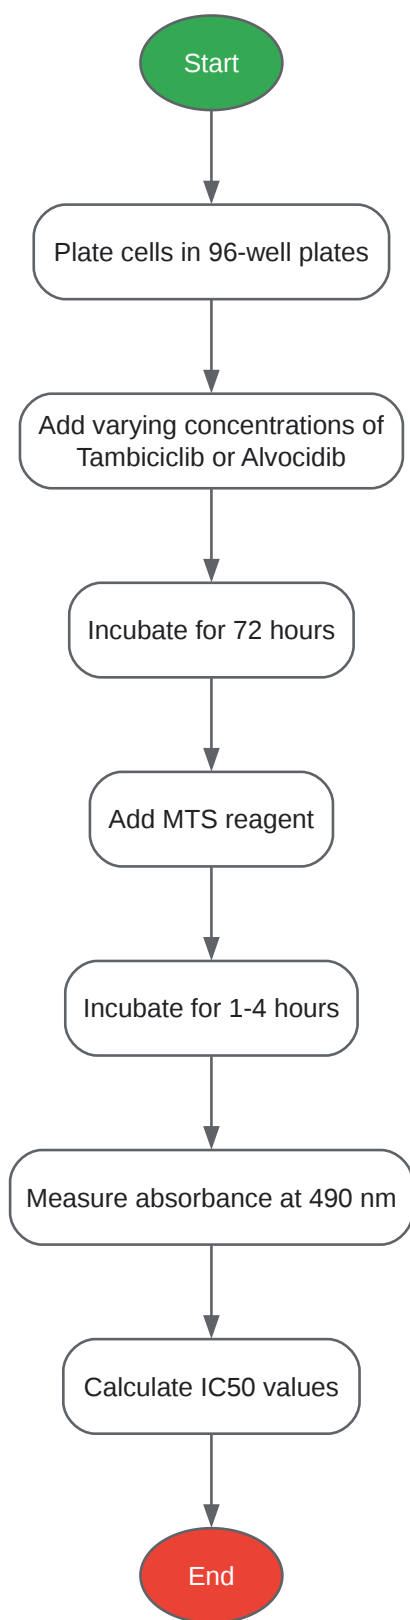 Start
Plate cells in 96-well plates
Add varying concentrations of
Tambiciclib or Alvocidib
Incubate for 72 hours
Add MTS reagent
Incubate for 1-4 hours
Measure absorbance at 490 nm
Calculate IC50 values
End